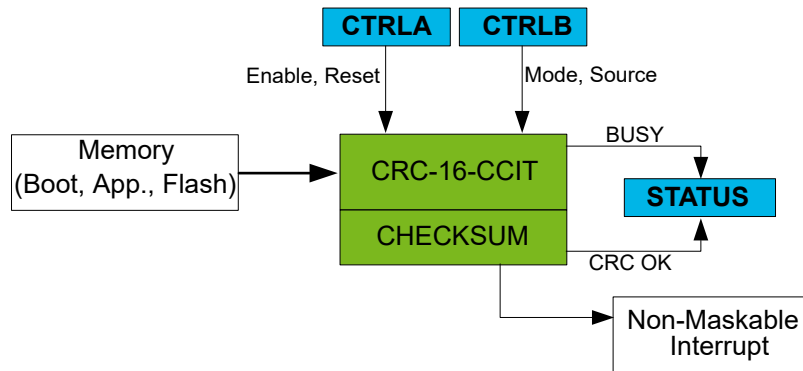 CTRLA
CTRLB
Enable, Reset
Mode, Source
Memory
(Boot, App., Flash)
CRC-16-CCIT
CHECKSUM
BUSY
STATUS
CRC OK
Non-Maskable
Interrupt